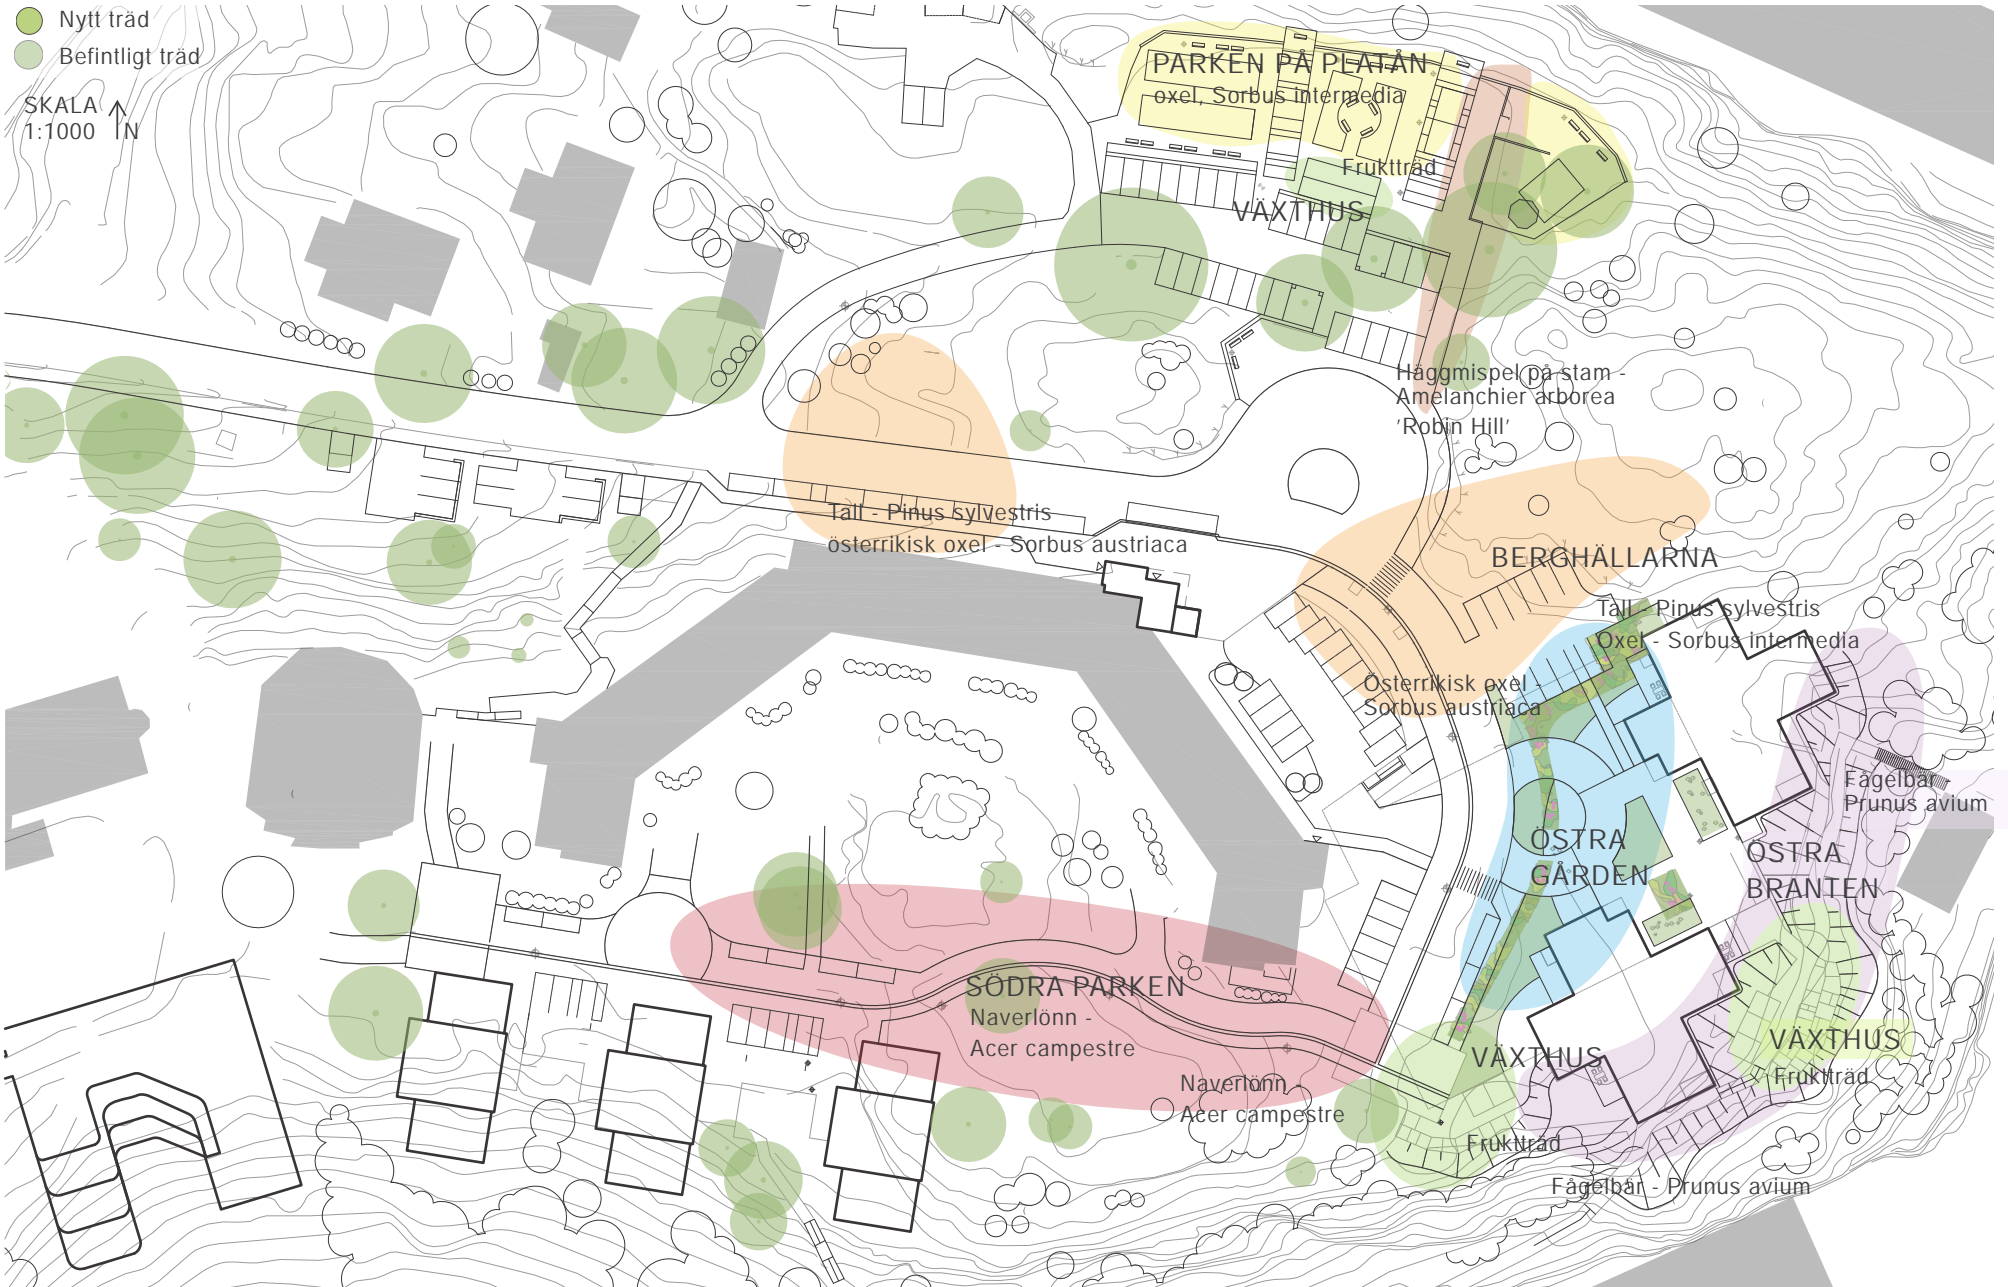 Nytt träd
Befintligt träd
SKALA
1:1000 N
PARKEN PÅ PLATÅN
oxel, Sorbus intermedia
Fruktträd
VÄXTHUS
Häggmispel på stam -
Amelanchier arborea
'Robin Hill'
Tall - Pinus sylvestris
österrikisk oxel - Sorbus austriaca
BERGHÄLLARNA
Tall - Pinus sylvestris
Oxel - Sorbus intermedia
Österrikisk oxel -
Sorbus austriaca
Fågelbär -
Prunus avium
ÖSTRA
GÅRDEN
ÖSTRA
BRANTEN
SÖDRA PARKEN
Naverlönn -
Acer campestre
Naverlönn -
Acer campestre
VÄXTHUS
Fruktträd
VÄXTHUS
Fruktträd
Fågelbär - Prunus avium